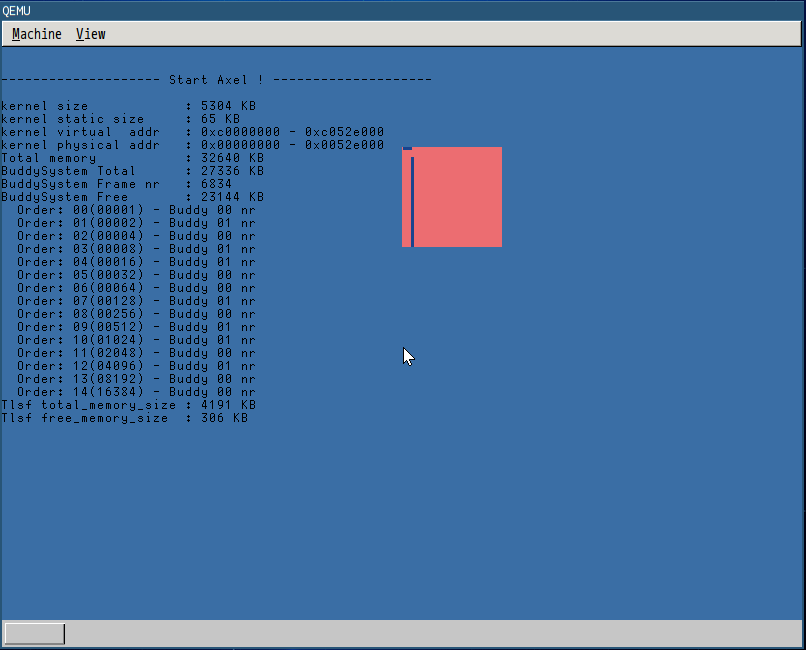 QEMU
Machine View
-------------------- Start Axel ! --------------------
kernel size : 5304 KB
kernel static size : 65 KB
kernel virtual addr : 0xc0000000 - 0xc052e000
kernel physical addr : 0x00000000 - 0x0052e000
Total memory : 32640 KB
BuddySystem Total : 27336 KB
BuddySystem Frame nr : 6834
BuddySystem Free : 23144 KB
Order: 00(00001) - Buddy 00 nr
Order: 01(00002) - Buddy 01 nr
Order: 02(00004) - Buddy 00 nr
Order: 03(00008) - Buddy 01 nr
Order: 04(00016) - Buddy 01 nr
Order: 05(00032) - Buddy 00 nr
Order: 06(00064) - Buddy 00 nr
Order: 07(00128) - Buddy 01 nr
Order: 08(00256) - Buddy 00 nr
Order: 09(00512) - Buddy 01 nr
Order: 10(01024) - Buddy 01 nr
Order: 11(02048) - Buddy 00 nr
Order: 12(04096) - Buddy 01 nr
Order: 13(08192) - Buddy 00 nr
Order: 14(16384) - Buddy 00 nr
Tlsf total_memory_size : 4191 KB
Tlsf free_memory_size : 306 KB